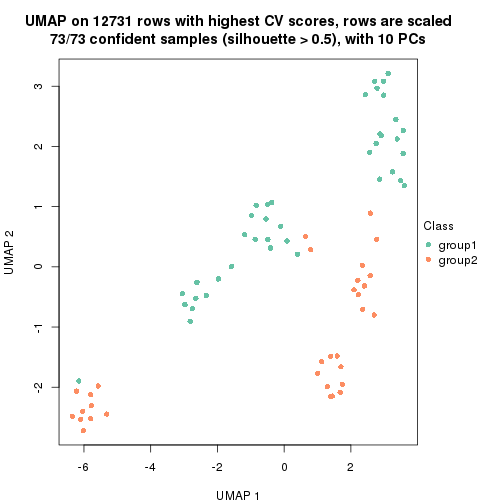 UMAP on 12731 rows with highest CV scores, rows are scaled
73/73 confident samples (silhouette > 0.5), with 10 PCs
3
2
1
0
-1
-2
UMAP 2
-6 -4 -2 0 2
UMAP 1
Class
group1
group2